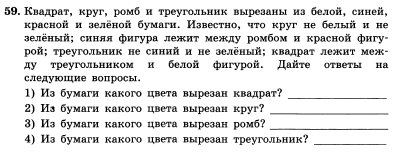 59. Квадрат, круг, ромб и треугольник вырезаны из белой, синей,
красной и зелёной бумаги. Известно, что круг не белый и не
зелёный; синяя фигура лежит между ромбом и красной фигу-
рой; треугольник не синий и не зелёный; квадрат лежит меж-
ду треугольником и белой фигурой. Дайте ответы на
следующие вопросы.
1) Из бумаги какого цвета вырезан квадрат?
2) Из бумаги какого цвета вырезан круг?
3) Из бумаги какого цвета вырезан ромб?
4) Из бумаги какого цвета вырезан треугольник?